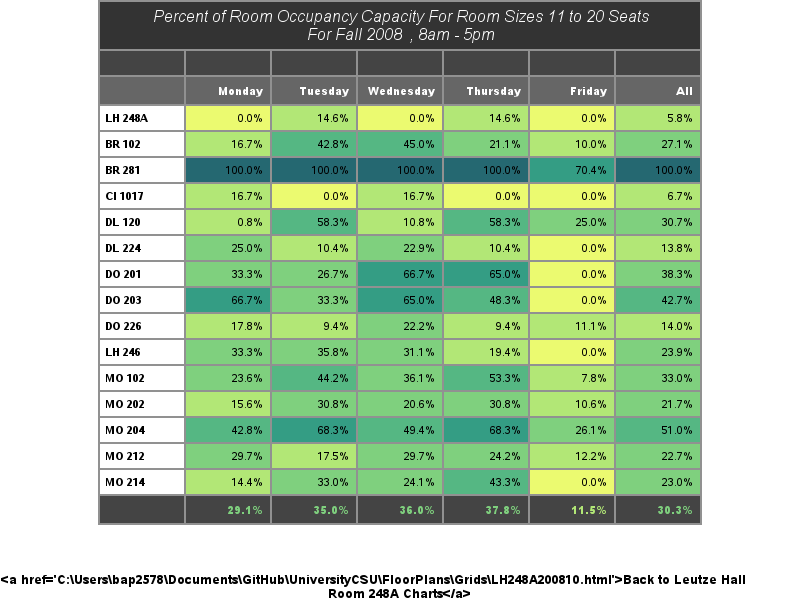 Percent of Room Occupancy Capacity For Room Sizes 11 to 20 Seats
For Fall 2008 , 8am - 5pm
Monday Tuesday Wednesday Thursday Friday All
LH 248A 0.0% 14.6% 0.0% 14.6% 0.0% 5.8%
BR 102 16.7% 42.8% 45.0% 21.1% 10.0% 27.1%
BR 281 100.0% 100.0% 100.0% 100.0% 70.4% 100.0%
CI 1017 16.7% 0.0% 16.7% 0.0% 0.0% 6.7%
DL 120 0.8% 58.3% 10.8% 58.3% 25.0% 30.7%
DL 224 25.0% 10.4% 22.9% 10.4% 0.0% 13.8%
DO 201 33.3% 26.7% 66.7% 65.0% 0.0% 38.3%
DO 203 66.7% 33.3% 65.0% 48.3% 0.0% 42.7%
DO 226 17.8% 9.4% 22.2% 9.4% 11.1% 14.0%
LH 246 33.3% 35.8% 31.1% 19.4% 0.0% 23.9%
MO 102 23.6% 44.2% 36.1% 53.3% 7.8% 33.0%
MO 202 15.6% 30.8% 20.6% 30.8% 10.6% 21.7%
MO 204 42.8% 68.3% 49.4% 68.3% 26.1% 51.0%
MO 212 29.7% 17.5% 29.7% 24.2% 12.2% 22.7%
MO 214 14.4% 33.0% 24.1% 43.3% 0.0% 23.0%
29.1% 35.0% 36.0% 37.8% 11.5% 30.3%
<a href='C:\Users\bap2578\Documents\GitHub\UniversityCSU\FloorPlans\Grids\LH248A200810.html'>Back to Leutze Hall
Room 248A Charts</a>